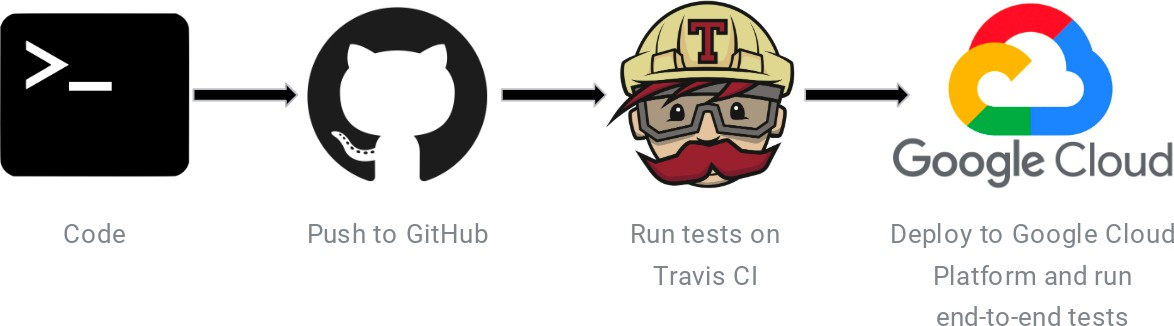 >_
T
Google Cloud
Code
Push to GitHub
Run tests on
Travis CI
Deploy to Google Cloud
Platform and run
end-to-end tests